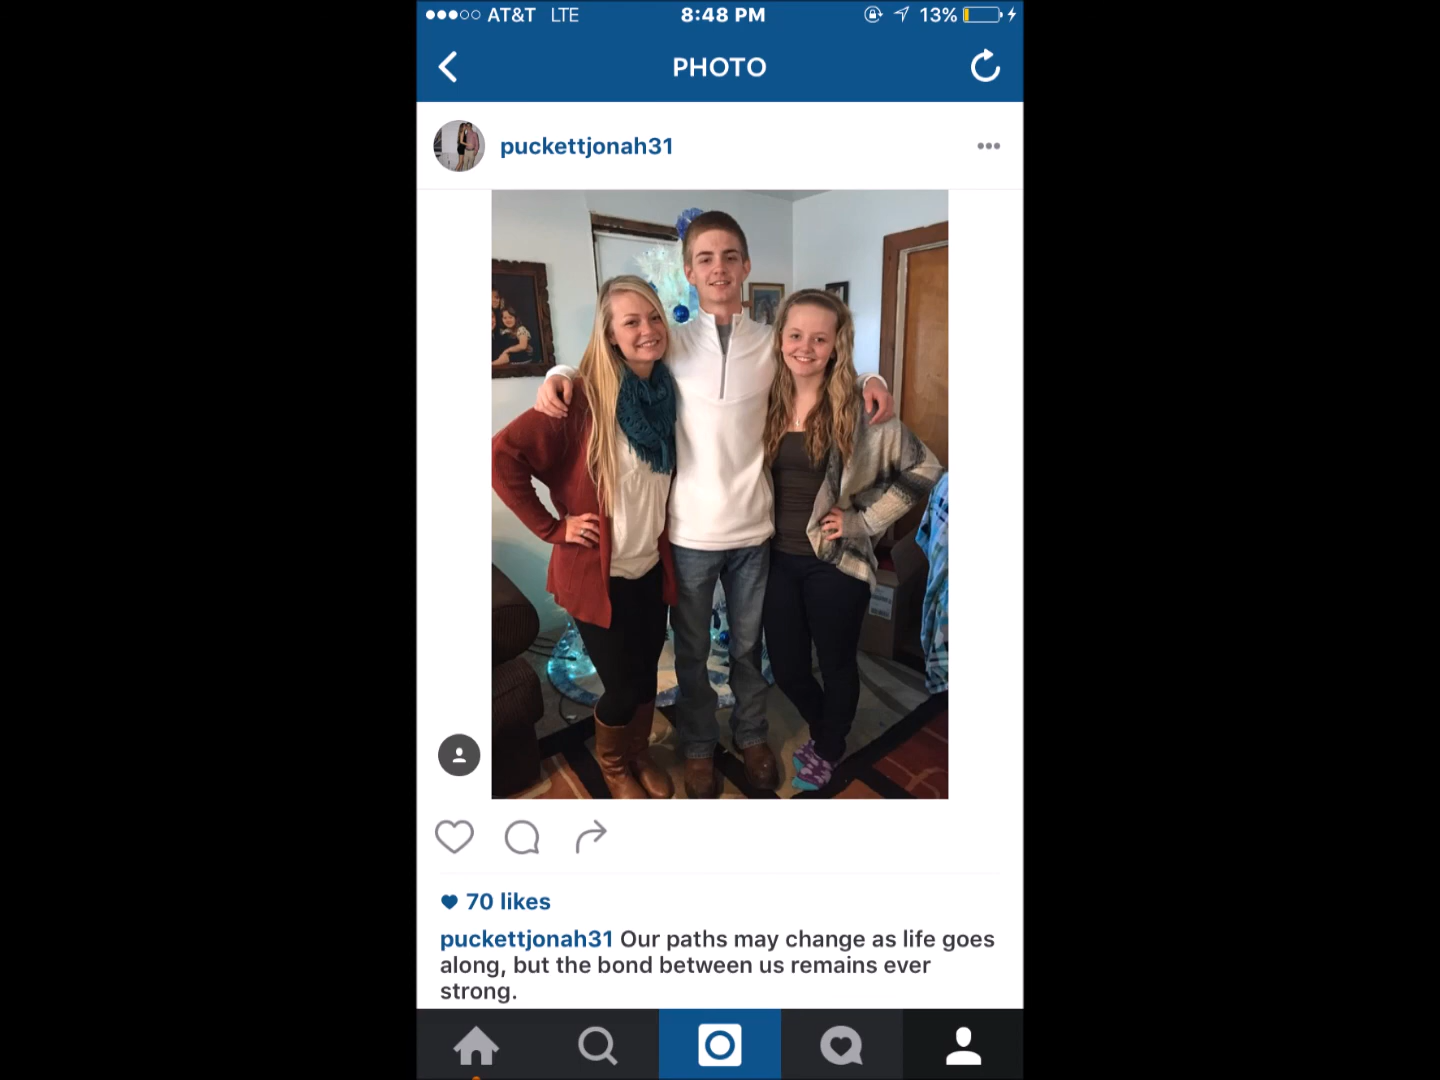 AT&T LTE 8:48 PM 13%
PHOTO
puckettjonah31
70 likes
puckettjonah31 Our paths may change as life goes
along, but the bond between us remains ever
strong.